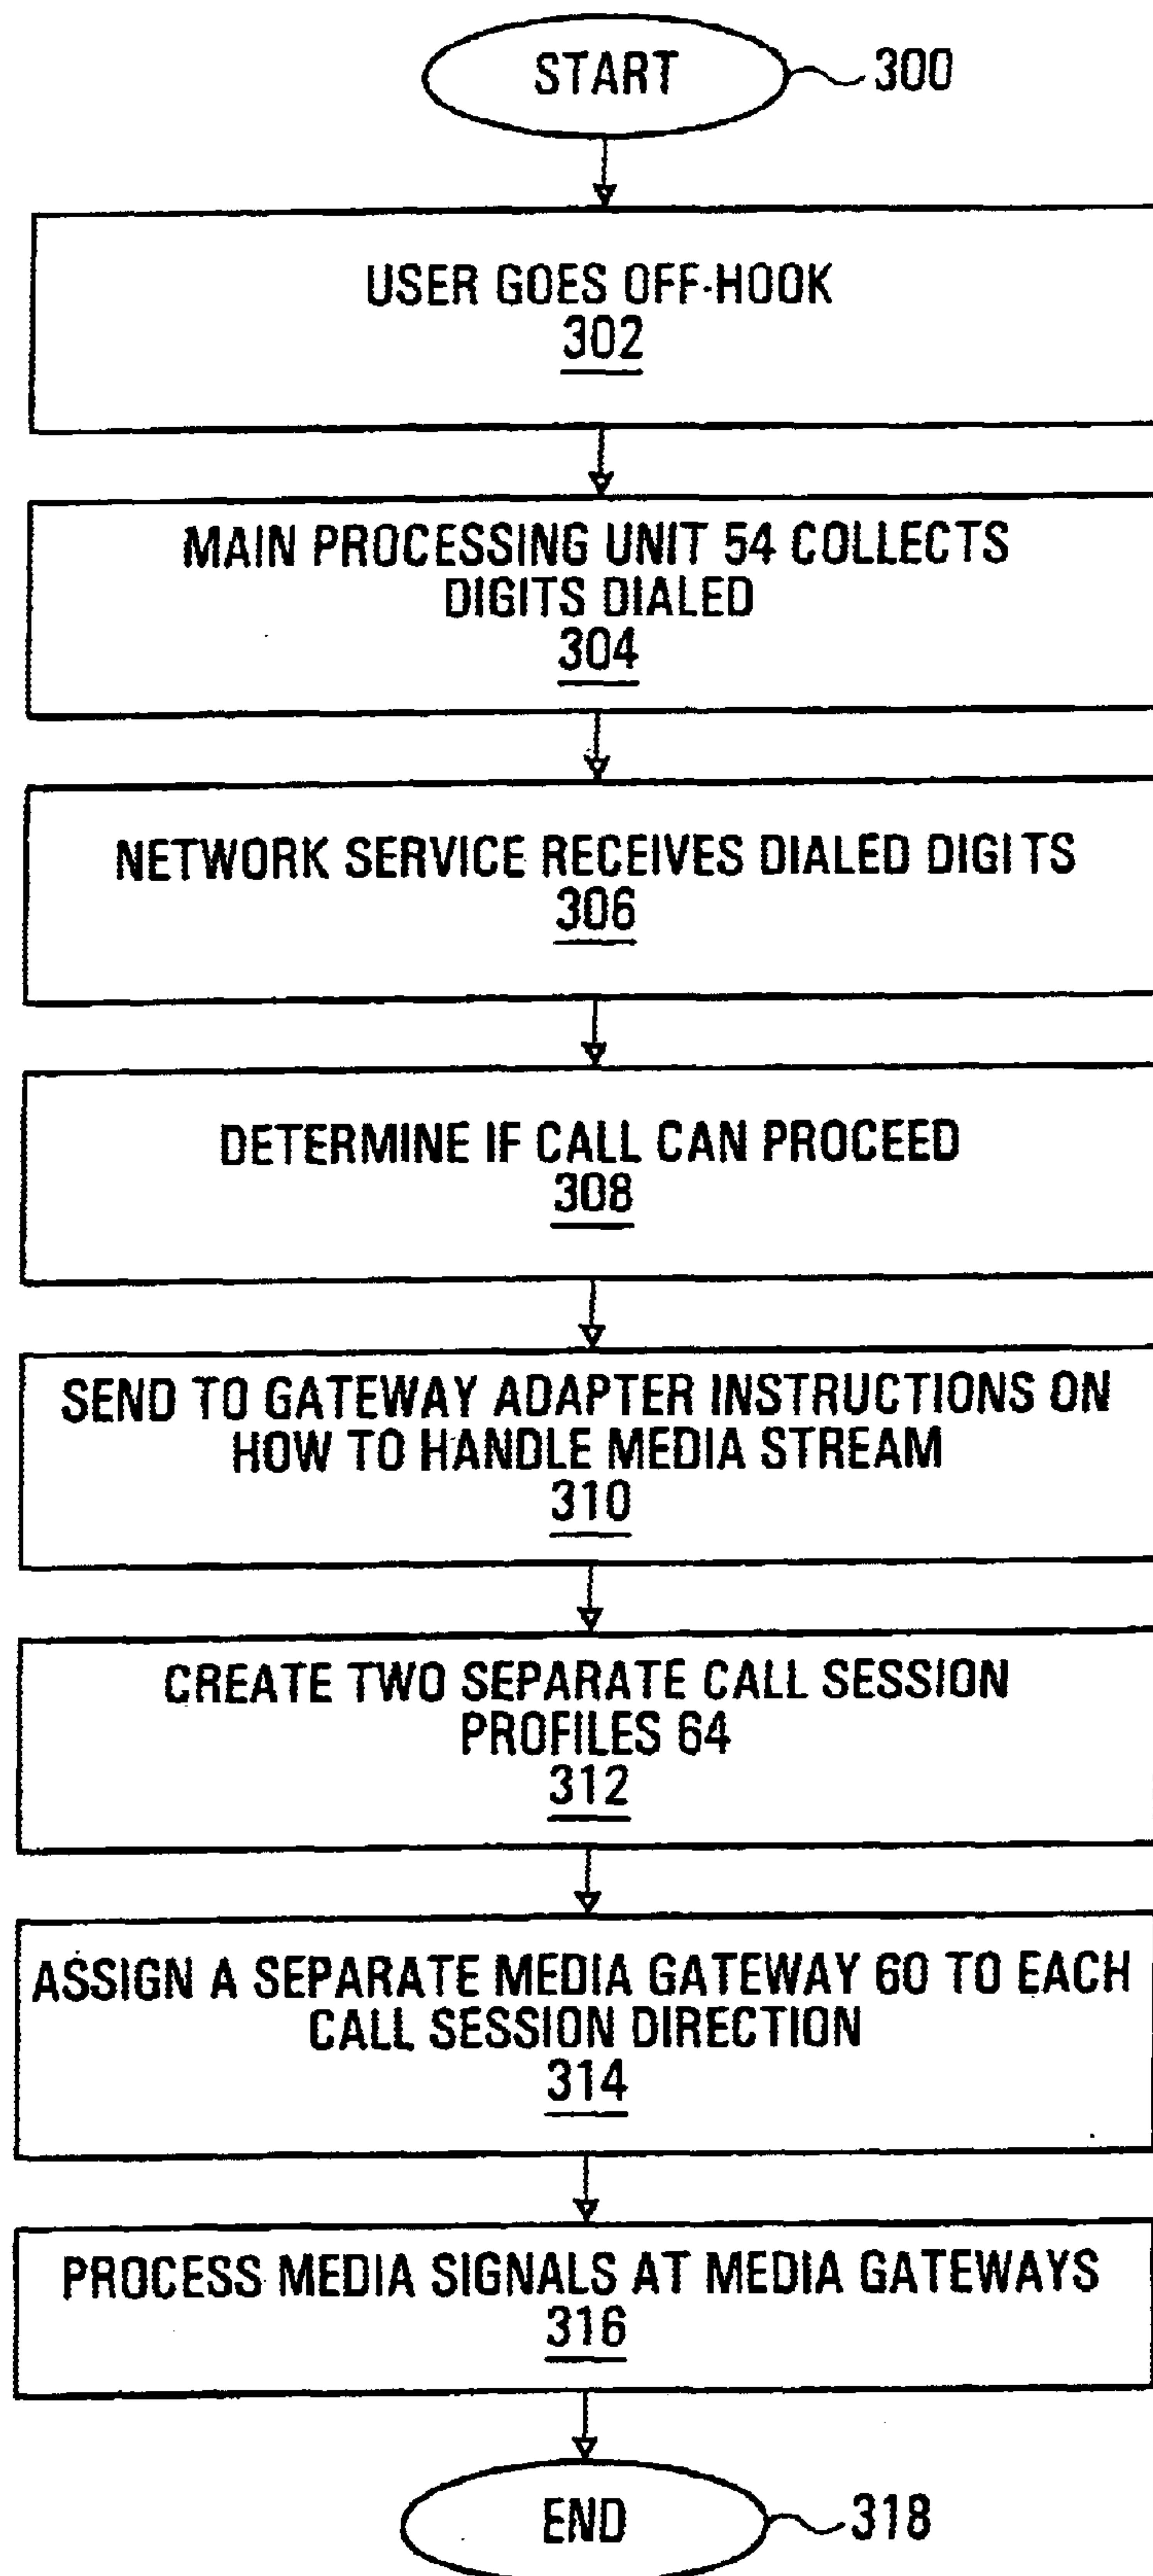 START
300
USER GOES OFF-HOOK
302
MAIN PROCESSING UNIT 54 COLLECTS
DIGITS DIALED
304
NETWORK SERVICE RECEIVES DIALED DIGITS
306
DETERMINE IF CALL CAN PROCEED
308
SEND TO GATEWAY ADAPTER INSTRUCTIONS ON
HOW TO HANDLE MEDIA STREAM
310
CREATE TWO SEPARATE CALL SESSION
PROFILES 64
312
ASSIGN A SEPARATE MEDIA GATEWAY 60 TO EACH
CALL SESSION DIRECTION
314
PROCESS MEDIA SIGNALS AT MEDIA GATEWAYS
316
END
318